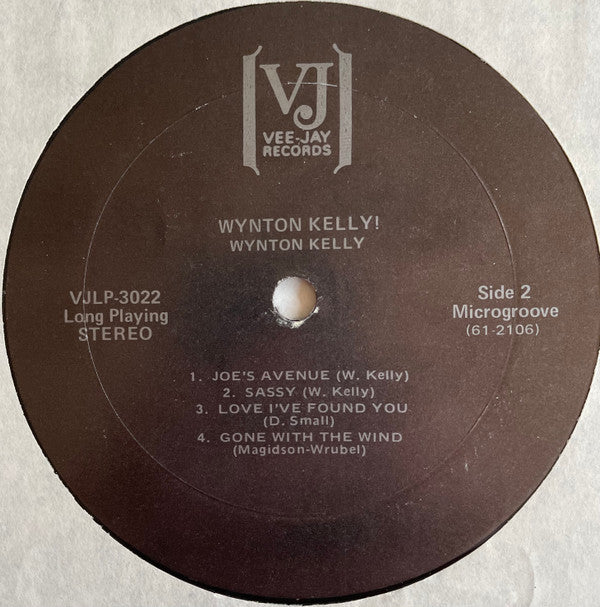 VJ
VEE-JAY
RECORDS
WYNTON KELLY!
WYNTON KELLY
VJLP-3022
Long Playing
STEREO
Side 2
Microgroove
(61-2106)
1. JOE'S AVENUE (W. Kelly)
2. SASSY (W. Kelly)
3. LOVE I'VE FOUND YOU
(D. Small)
4. GONE WITH THE WIND
(Magidson-Wrubel)